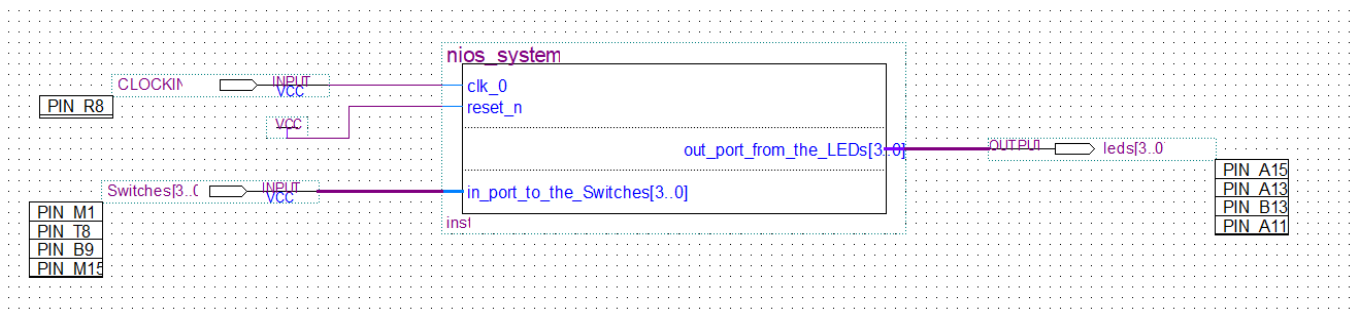 nios_system
CLOCKIN
INPUT
VCC
clk_0
PIN_R8
reset_n
VCC
out_port_from_the_LEDs[3..0]
OUTPUT
leds[3..0
Switches[3..0
INPUT
VCC
in_port_to_the_Switches[3..0]
inst
PIN_M1
PIN_T8
PIN_B9
PIN_M15
PIN_A15
PIN_A13
PIN_B13
PIN_A11